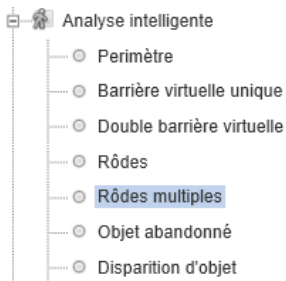 Analyse intelligente
Perimètre
Barrière virtuelle unique
Double barrière virtuelle
Rôdes
Rôdes multiples
Objet abandonné
Disparition d'objet